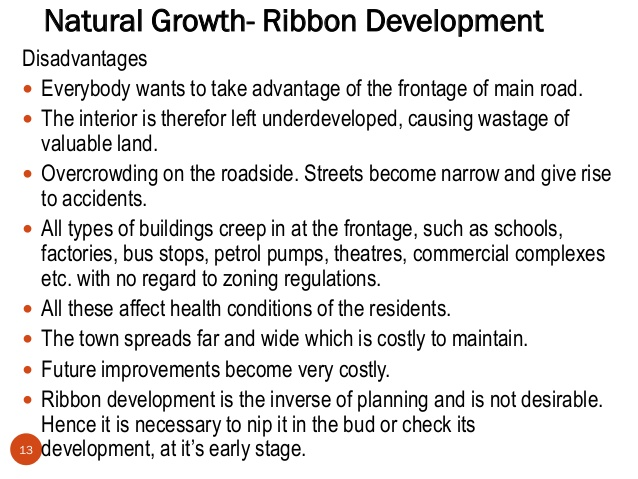 Natural Growth- Ribbon Development
Disadvantages
• Everybody wants to take advantage of the frontage of main road.
• The interior is therefor left underdeveloped, causing wastage of
valuable land.
• Overcrowding on the roadside. Streets become narrow and give rise
to accidents.
• All types of buildings creep in at the frontage, such as schools,
factories, bus stops, petrol pumps, theatres, commercial complexes
etc. with no regard to zoning regulations.
• All these affect health conditions of the residents.
• The town spreads far and wide which is costly to maintain.
• Future improvements become very costly.
• Ribbon development is the inverse of planning and is not desirable.
Hence it is necessary to nip it in the bud or check its
development, at it's early stage.
13